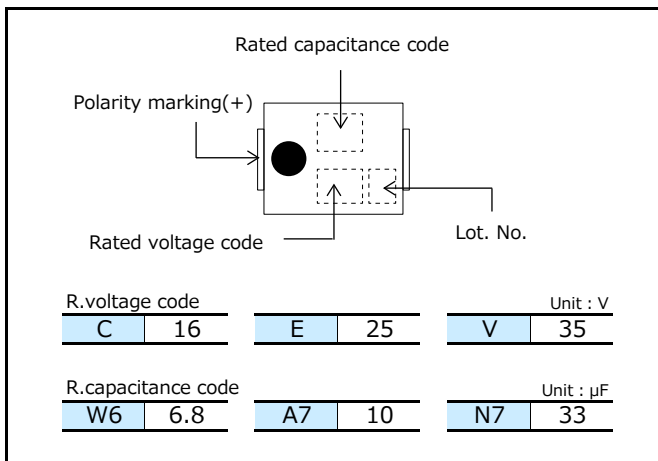 Rated capacitance code
Polarity marking(+)
Rated voltage code
Lot. No.
R.voltage code Unit : V
C 16 E 25 V 35
R.capacitance code Unit : µF
W6 6.8 A7 10 N7 33